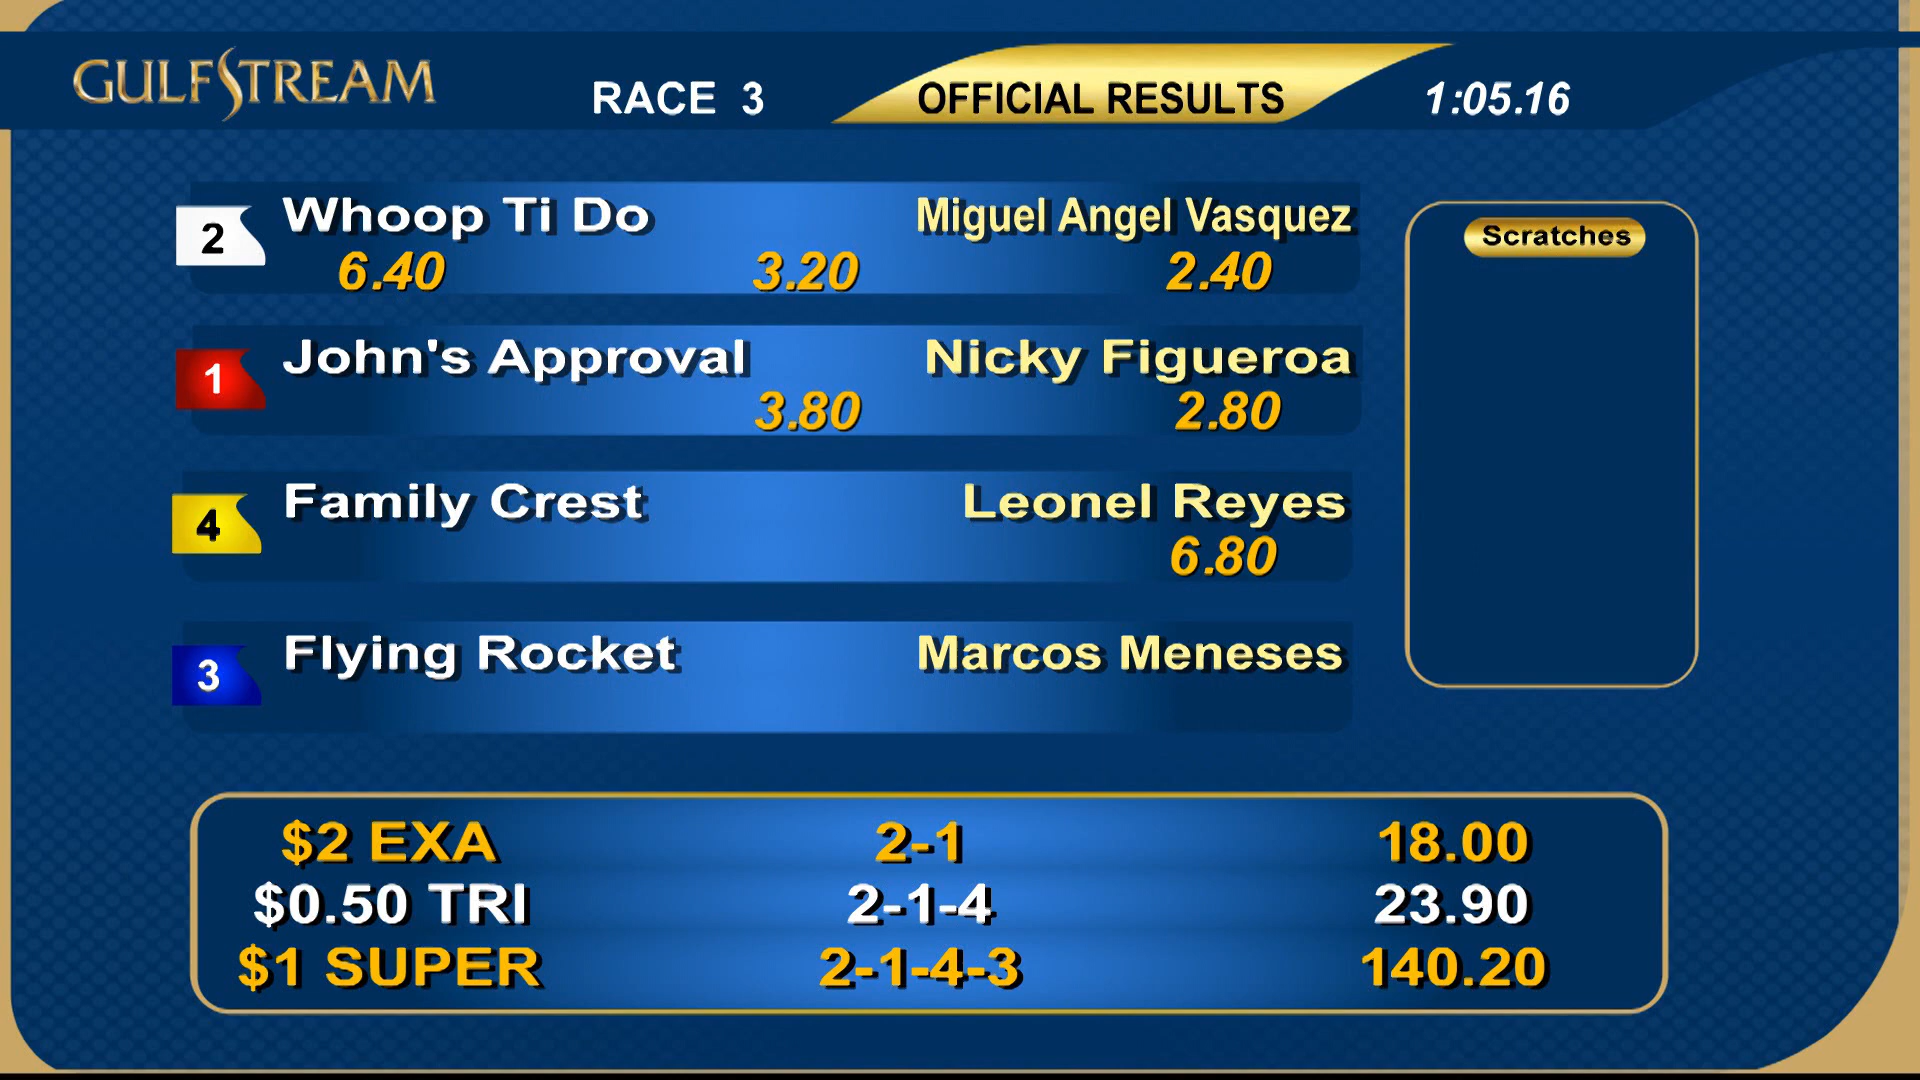 GULFSTREAM RACE 3 OFFICIAL RESULTS 1:05.16
2 Whoop Ti Do Miguel Angel Vasquez
6.40 3.20 2.40
1 John's Approval Nicky Figueroa
3.80 2.80
4 Family Crest Leonel Reyes
6.80
3 Flying Rocket Marcos Meneses
Scratches
$2 EXA 2-1 18.00
$0.50 TRI 2-1-4 23.90
$1 SUPER 2-1-4-3 140.20